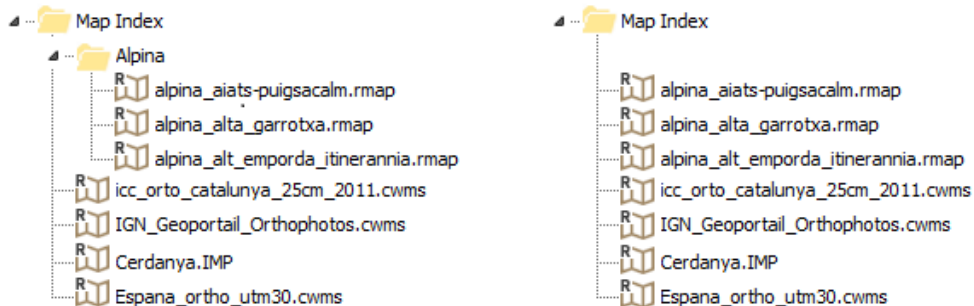 Map Index
Alpina
R alpina_aiats-puigsacalm.rmap
R alpina_alta_garrotxa.rmap
R alpina_alt_emporda_itinerannia.rmap
R icc_orto_catalunya_25cm_2011.cwms
R IGN_Geoportail_Orthophotos.cwms
R Cerdanya.IMP
R Espana_ortho_utm30.cwms
Map Index
R alpina_aiats-puigsacalm.rmap
R alpina_alta_garrotxa.rmap
R alpina_alt_emporda_itinerannia.rmap
R icc_orto_catalunya_25cm_2011.cwms
R IGN_Geoportail_Orthophotos.cwms
R Cerdanya.IMP
R Espana_ortho_utm30.cwms